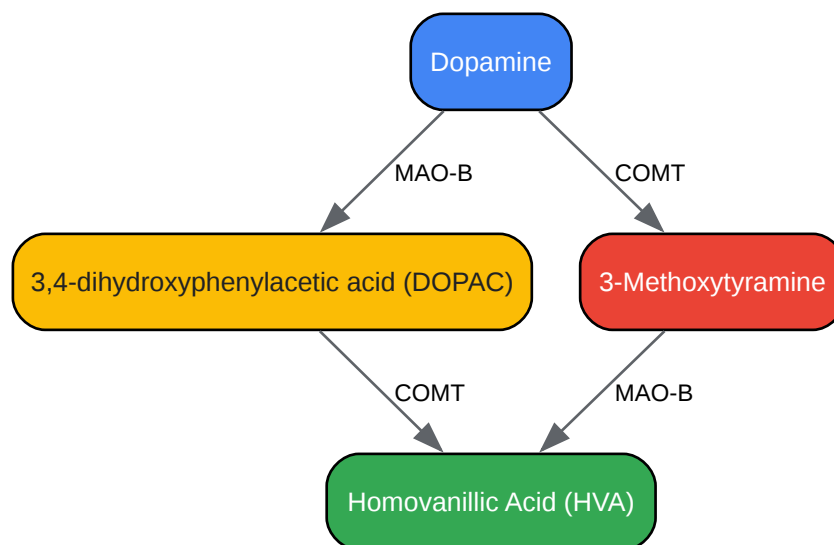 Dopamine
MAO-B
COMT
3,4-dihydroxyphenylacetic acid (DOPAC)
3-Methoxytyramine
COMT
MAO-B
Homovanillic Acid (HVA)